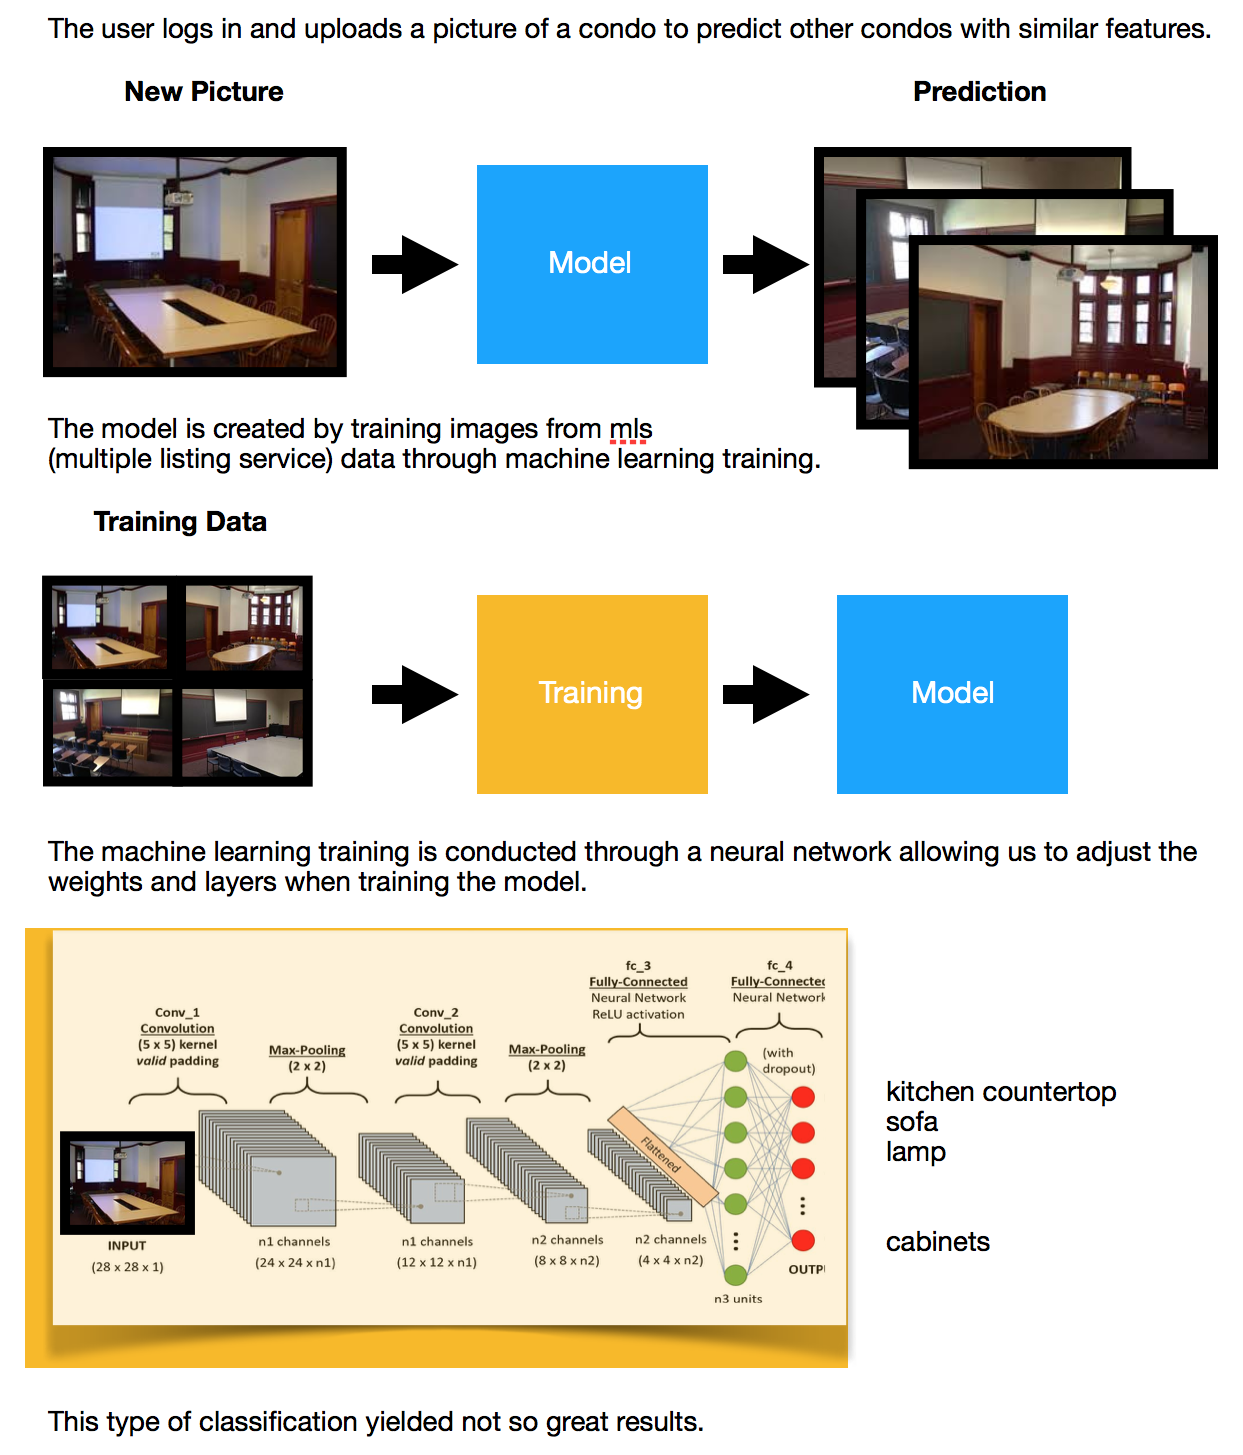 The user logs in and uploads a picture of a condo to predict other condos with similar features.
New Picture
Prediction
Model
The model is created by training images from mls
(multiple listing service) data through machine learning training.
Training Data
Training
Model
The machine learning training is conducted through a neural network allowing us to adjust the
weights and layers when training the model.
Conv_1
Convolution
(5 x 5) kernel
valid padding
Max-Pooling
(2 x 2)
Conv_2
Convolution
(5 x 5) kernel
valid padding
Max-Pooling
(2 x 2)
fc_3
Fully-Connected
Neural Network
ReLU activation
fc_4
Fully-Connected
Neural Network
(with
dropout)
Flattened
INPUT
(28 x 28 x 1)
n1 channels
(24 x 24 x n1)
n1 channels
(12 x 12 x n1)
n2 channels
(8 x 8 x n2)
n2 channels
(4 x 4 x n2)
n3 units
OUTP
kitchen countertop
sofa
lamp
cabinets
This type of classification yielded not so great results.